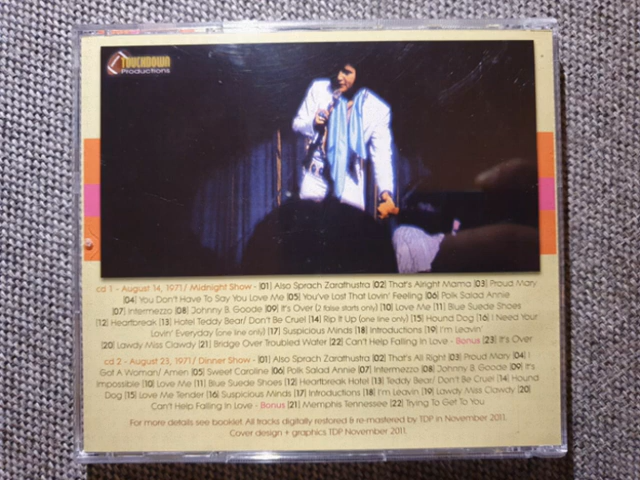 TOUCHDOWN
Productions
cd 1 - August 14, 1971/ Midnight Show - |01| Also Sprach Zarathustra |02| That's Alright Mama |03| Proud Mary
|04| You Don't Have To Say You Love Me |05| You've Lost That Lovin' Feeling |06| Polk Salad Annie
|07| Intermezzo |08| Johnny B. Goode |09| It's Over (2 false starts only) |10| Love Me |11| Blue Suede Shoes
|12| Heartbreak |13| Hotel Teddy Bear/ Don't Be Cruel |14| Rip It Up (one line only) |15| Hound Dog |16| I Need Your
Lovin' Everyday (one line only) |17| Suspicious Minds |18| Introductions |19| I'm Leavin'
|20| Lawdy Miss Clawdy |21| Bridge Over Troubled Water |22| Can't Help Falling In Love - Bonus |23| It's Over
cd 2 - August 23, 1971/ Dinner Show - |01| Also Sprach Zarathustra |02| That's All Right |03| Proud Mary |04| I
Got A Woman/ Amen |05| Sweet Caroline |06| Polk Salad Annie |07| Intermezzo |08| Johnny B. Goode |09| It's
Impossible |10| Love Me |11| Blue Suede Shoes |12| Heartbreak Hotel |13| Teddy Bear/ Don't Be Cruel |14| Hound
Dog |15| Love Me Tender |16| Suspicious Minds |17| Introductions |18| I'm Leavin |19| Lawdy Miss Clawdy |20|
Can't Help Falling In Love - Bonus |21| Memphis Tennessee |22| Trying To Get To You
For more details see booklet. All tracks digitally restored & re-mastered by TDP in November 2011.
Cover design + graphics TDP November 2011.